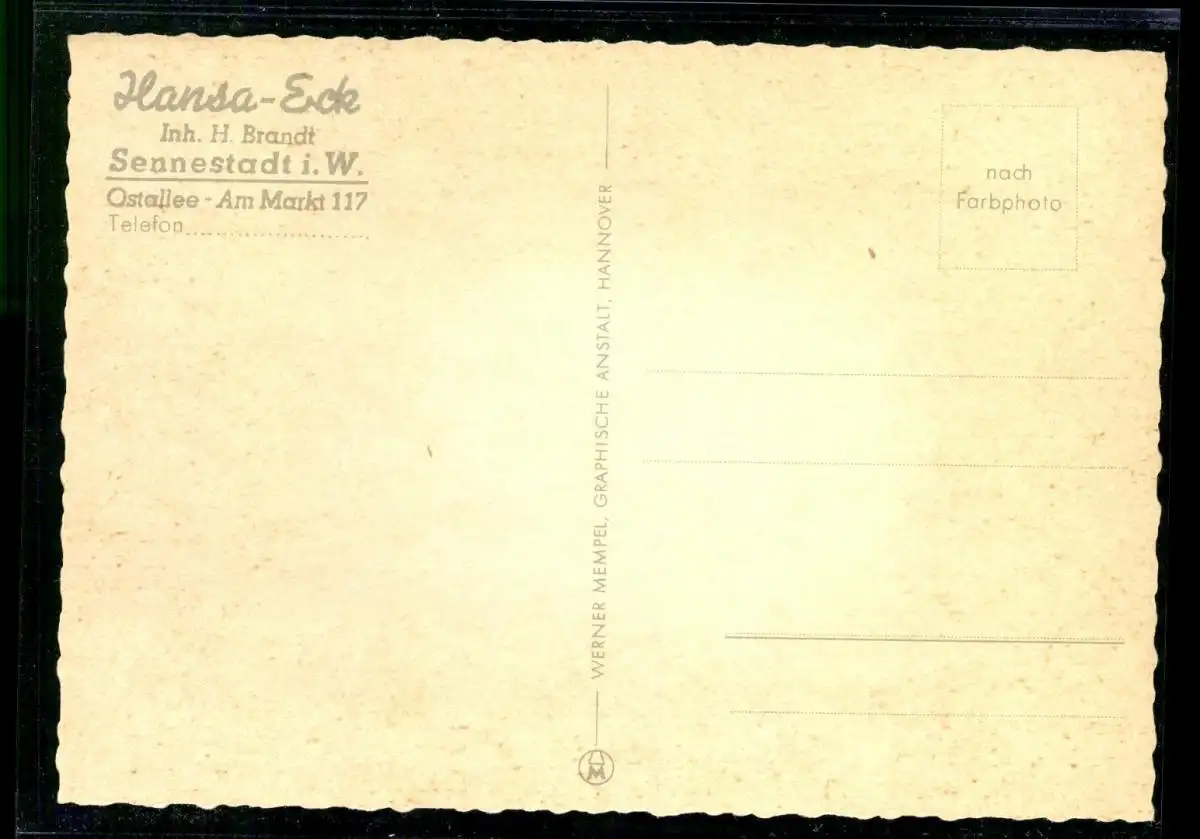 Hansa-Eck
Inh. H. Brandt
Sennestadt i. W.
Ostallee - Am Markt 117
Telefon
WERNER MEMPEL, GRAPHISCHE ANSTALT, HANNOVER
nach
Farbphoto